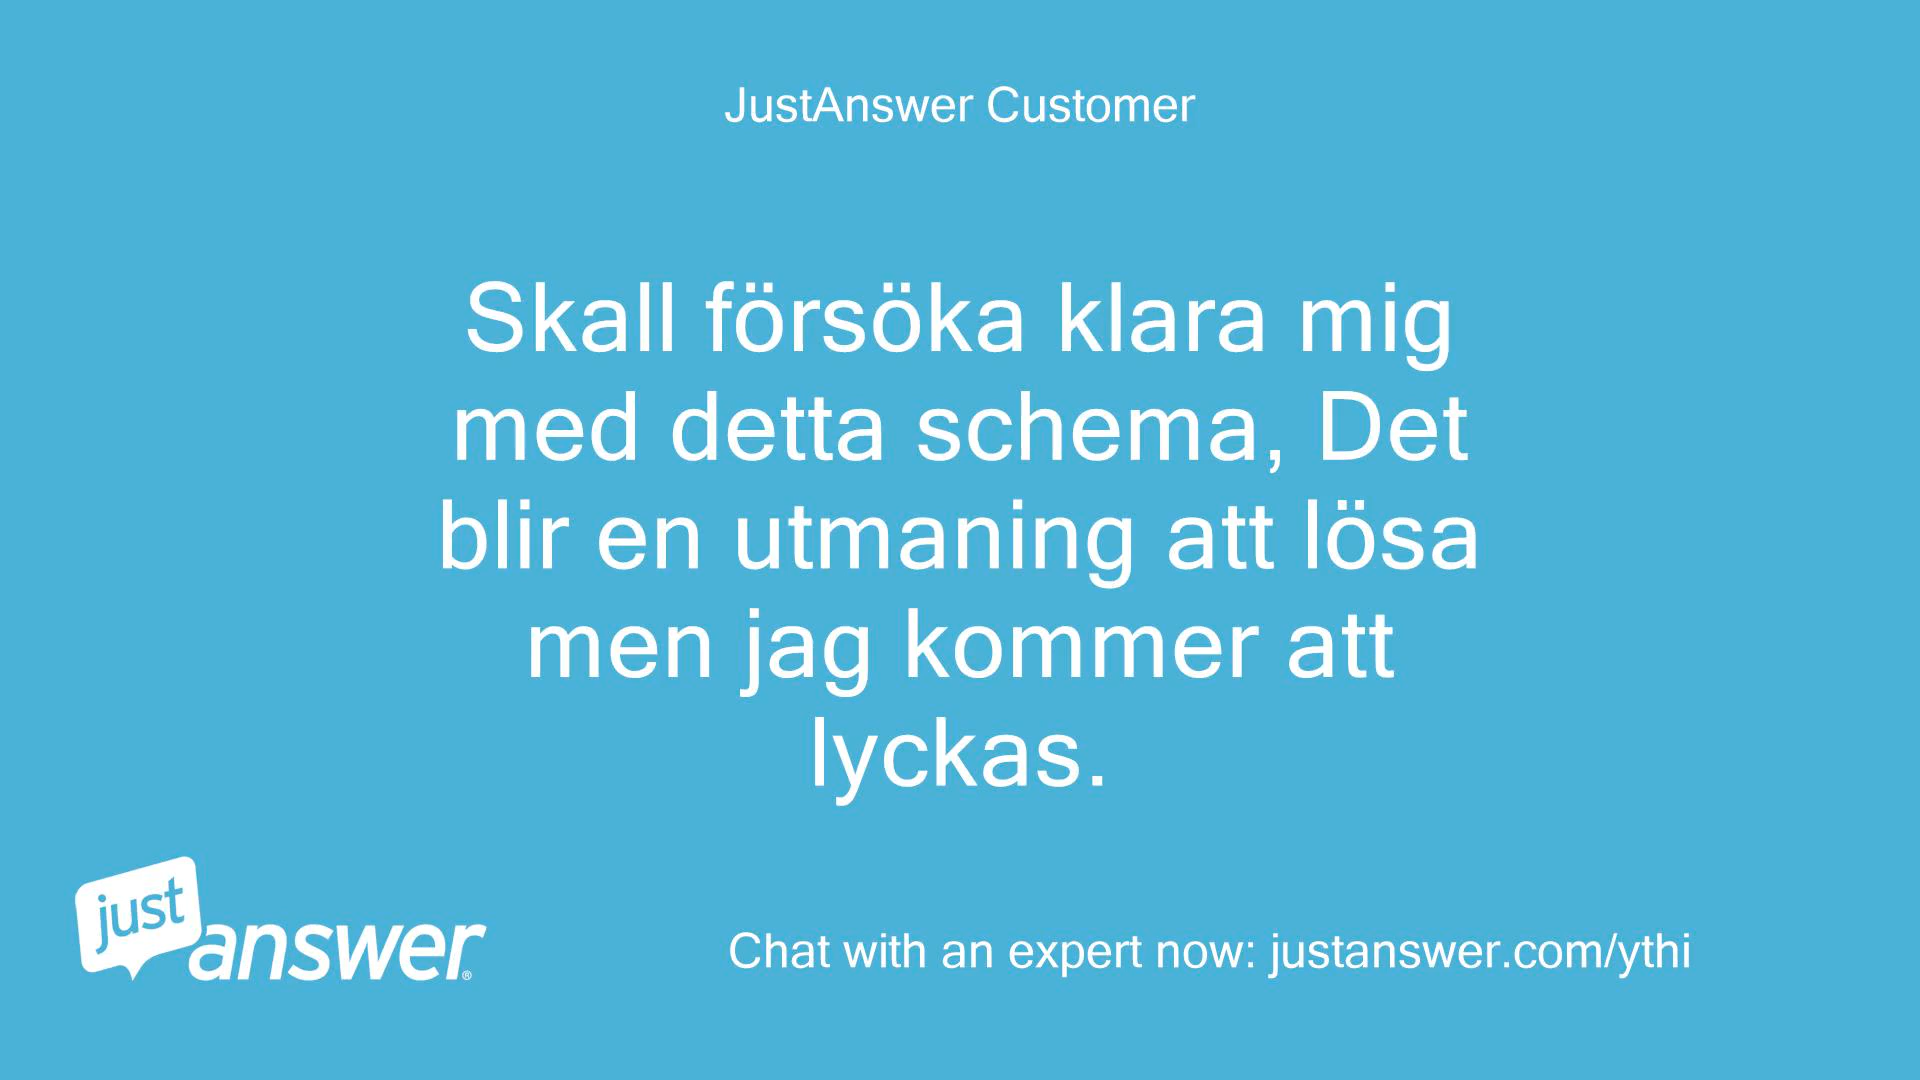 JustAnswer Customer
Skall försöka klara mig
med detta schema, Det
blir en utmaning att lösa
men jag kommer att
lyckas.
just
answer®
Chat with an expert now: justanswer.com/ythi